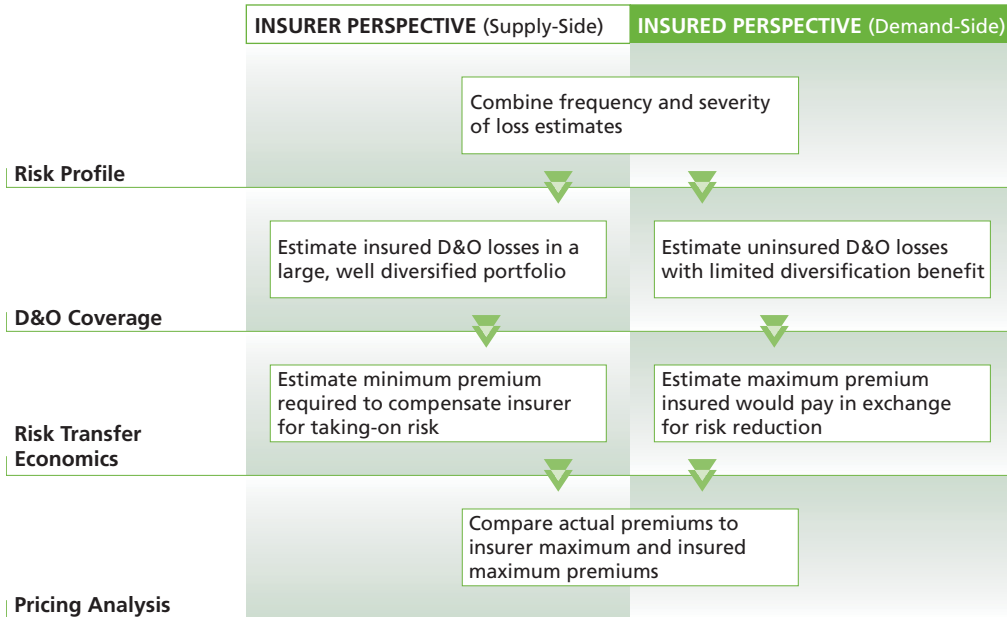 INSURER PERSPECTIVE (Supply-Side)
INSURED PERSPECTIVE (Demand-Side)
Combine frequency and severity
of loss estimates
Risk Profile
Estimate insured D&O losses in a
large, well diversified portfolio
Estimate uninsured D&O losses
with limited diversification benefit
D&O Coverage
Estimate minimum premium
required to compensate insurer
for taking-on risk
Estimate maximum premium
insured would pay in exchange
for risk reduction
Risk Transfer
Economics
Compare actual premiums to
insurer maximum and insured
maximum premiums
Pricing Analysis